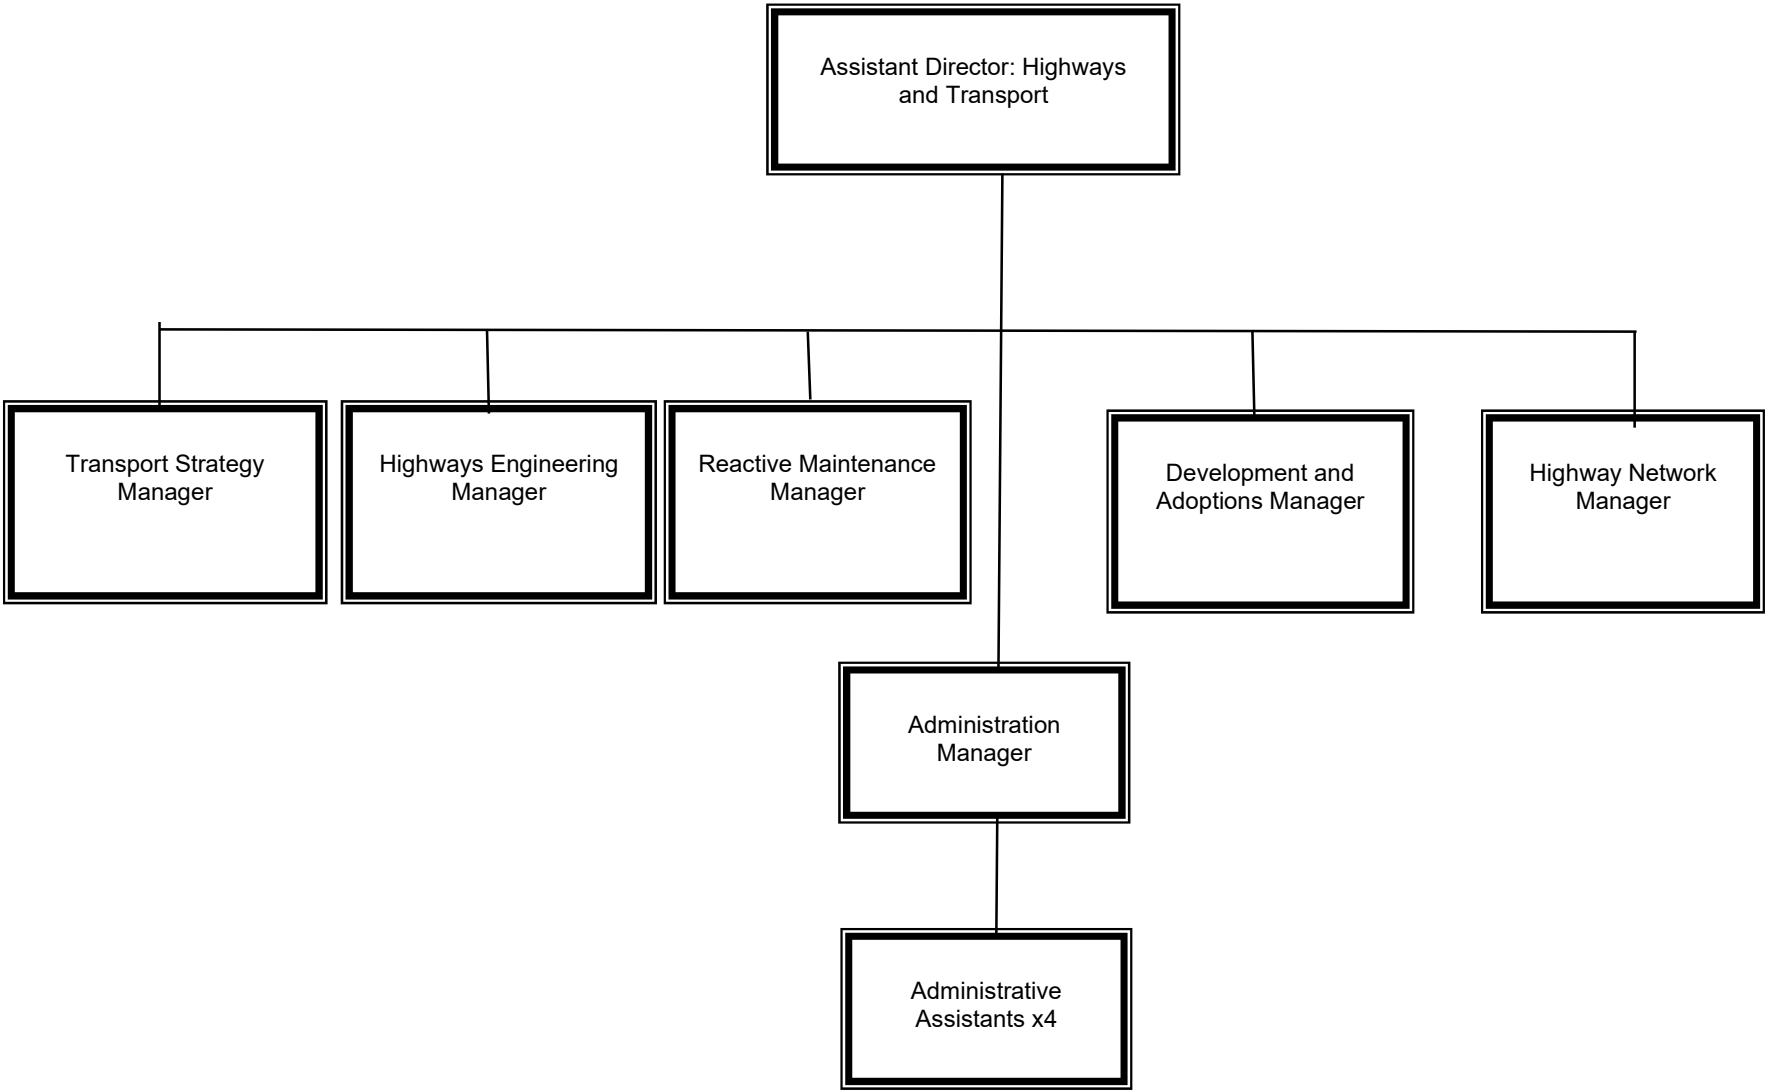 Assistant Director: Highways
and Transport
Transport Strategy
Manager
Highways Engineering
Manager
Reactive Maintenance
Manager
Development and
Adoptions Manager
Highway Network
Manager
Administration
Manager
Administrative
Assistants x4